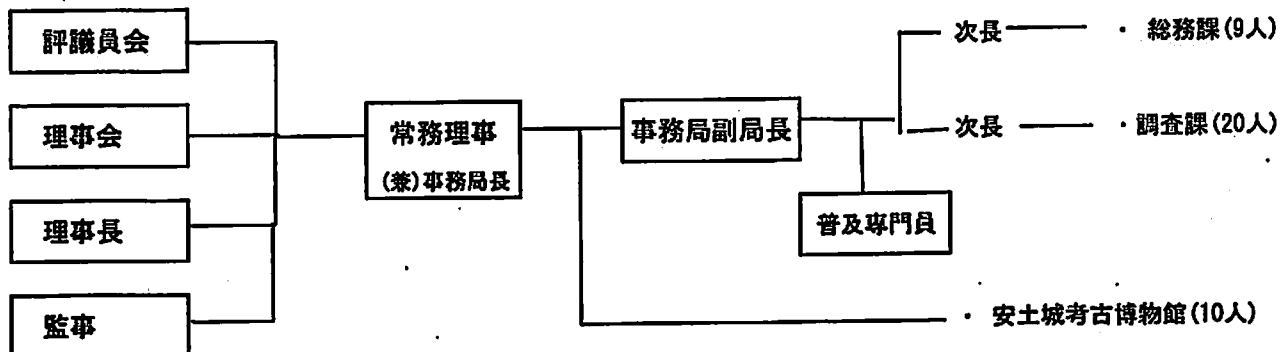 評議員会
理事会
理事長
監事
常務理事
(兼)事務局長
事務局副局長
普及専門員
次長
・ 総務課(9人)
次長
・調査課(20人)
・ 安土城考古博物館(10人)